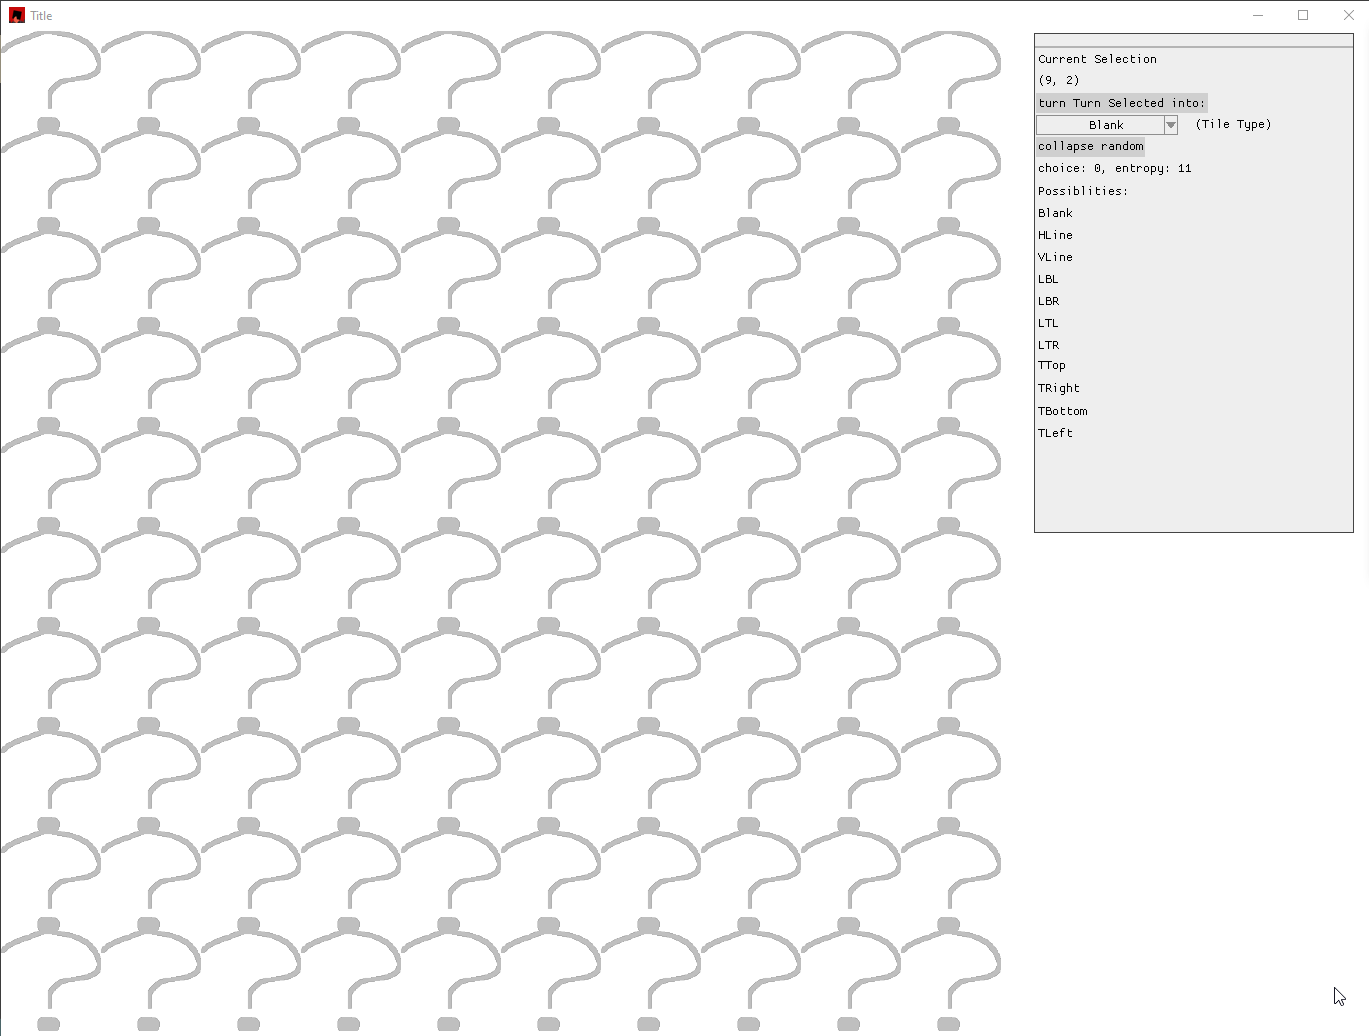 Title
Current Selection
(9, 2)
turn Turn Selected into:
Blank (Tile Type)
collapse random
choice: 0, entropy: 11
Possiblities:
Blank
HLine
VLine
LBL
LBR
LTL
LTR
TTop
TRight
TBottom
TLeft